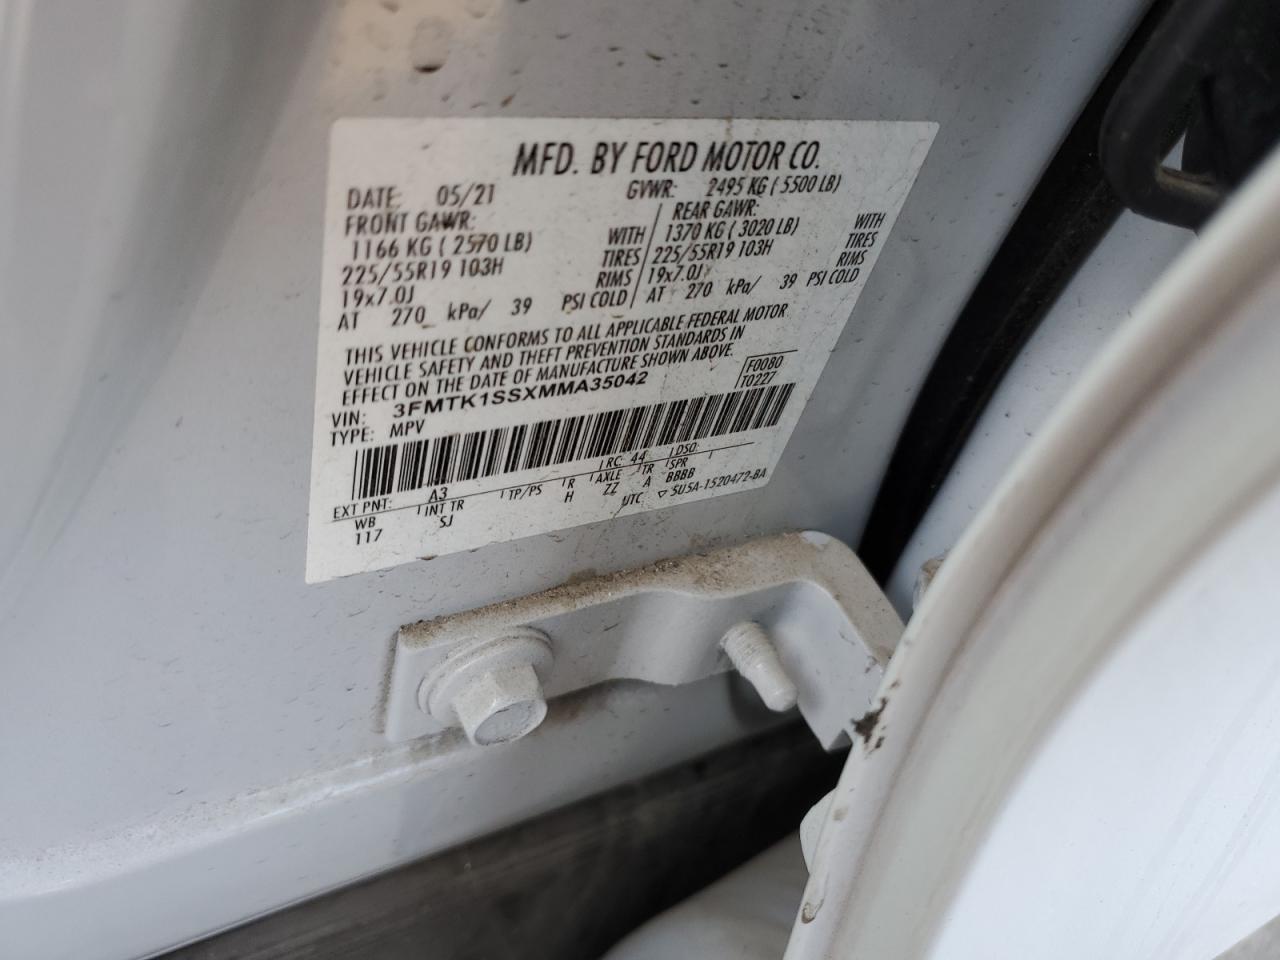 MFD. BY FORD MOTOR CO.
DATE: 05/21 GVWR: 2495 KG ( 5500 LB)
FRONT GAWR: REAR GAWR:
1166 KG ( 2570 LB) WITH 1370 KG ( 3020 LB) WITH
225/55R19 103H TIRES 225/55R19 103H TIRES
19x7.0J RIMS 19x7.0J RIMS
AT 270 kPa/ 39 PSI COLD AT 270 kPa/ 39 PSI COLD
THIS VEHICLE CONFORMS TO ALL APPLICABLE FEDERAL MOTOR
VEHICLE SAFETY AND THEFT PREVENTION STANDARDS IN
EFFECT ON THE DATE OF MANUFACTURE SHOWN ABOVE.
F0080
VIN: 3FMTK1SSXMMA35042 T0227
TYPE: MPV
RC: 44 DSO:
EXT PNT: A3
WB INT TR TP/PS R AXLE TR SPR
117 SJ H ZZ A BBBB
UTC ▽ 5U5A-1520472-BA